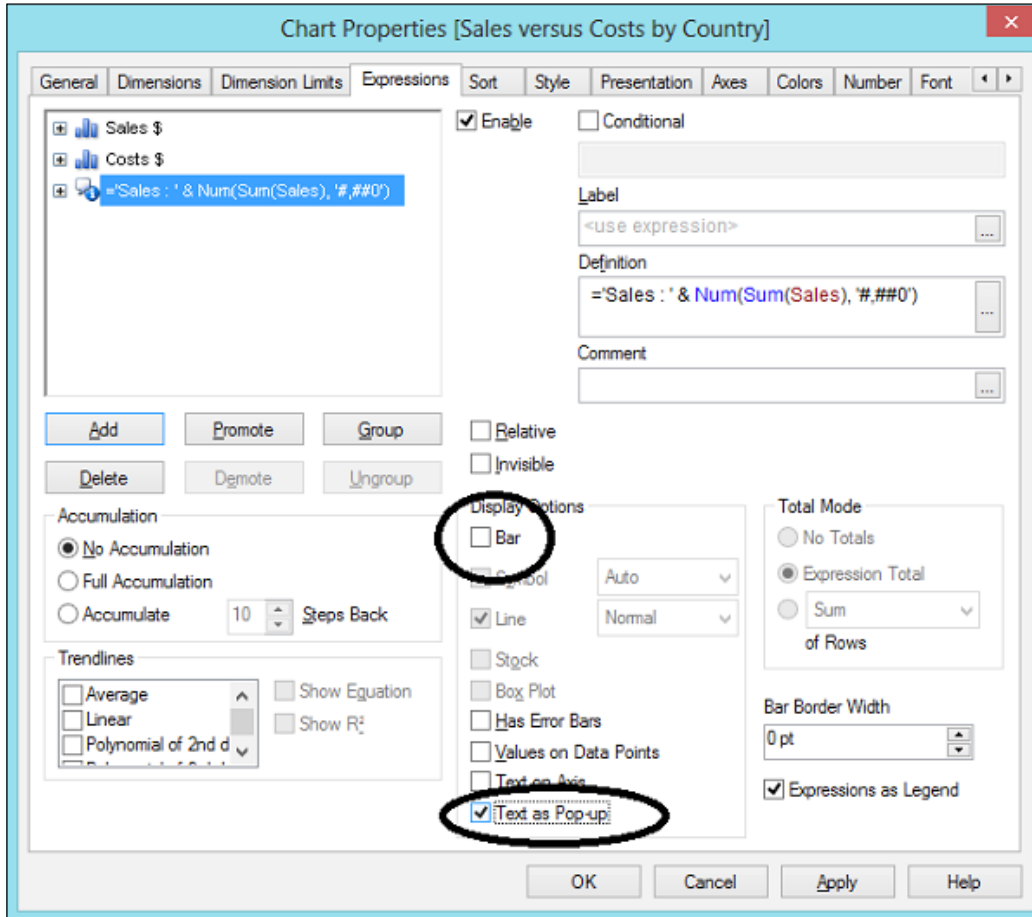 Chart Properties [Sales versus Costs by Country]
General Dimensions Dimension Limits Expressions Sort Style Presentation Axes Colors Number Font
Sales $
Costs $
='Sales : ' & Num(Sum(Sales), '#,##0')
Enable
Conditional
Label
<use expression>
...
Definition
='Sales : ' & Num(Sum(Sales), '#,##0')
...
Comment
...
Add Promote Group
Delete Demote Ungroup
Relative
Invisible
Accumulation
No Accumulation
Full Accumulation
Accumulate 10 Steps Back
Trendlines
Average
Linear
Polynomial of 2nd d
Show Equation
Show R²
Display Options
Bar
Symbol Auto
Line Normal
Stock
Box Plot
Has Error Bars
Values on Data Points
Text on Axis
Text as Pop-up
Total Mode
No Totals
Expression Total
Sum
of Rows
Bar Border Width
0 pt
Expressions as Legend
OK Cancel Apply Help